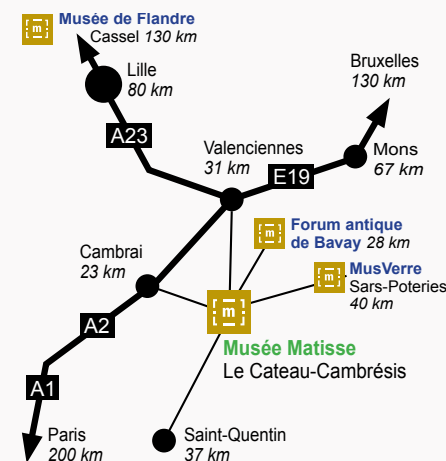 Musée de Flandre
Cassel 130 km
Lille
80 km
Bruxelles
130 km
A23
Valenciennes
31 km
Mons
67 km
E19
Forum antique
de Bavay 28 km
Cambrai
23 km
MusVerre
Sars-Poteries
40 km
m
m
m
m
A2
Musée Matisse
Le Cateau-Cambrésis
A1
Paris
200 km
Saint-Quentin
37 km